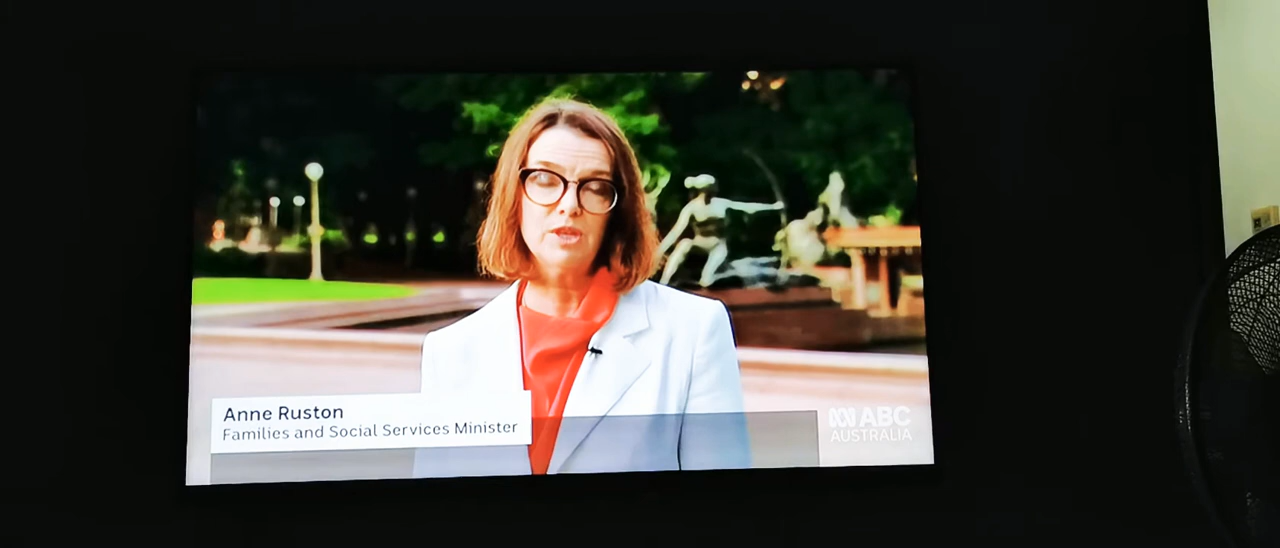 Anne Ruston
Families and Social Services Minister
ABC
AUSTRALIA